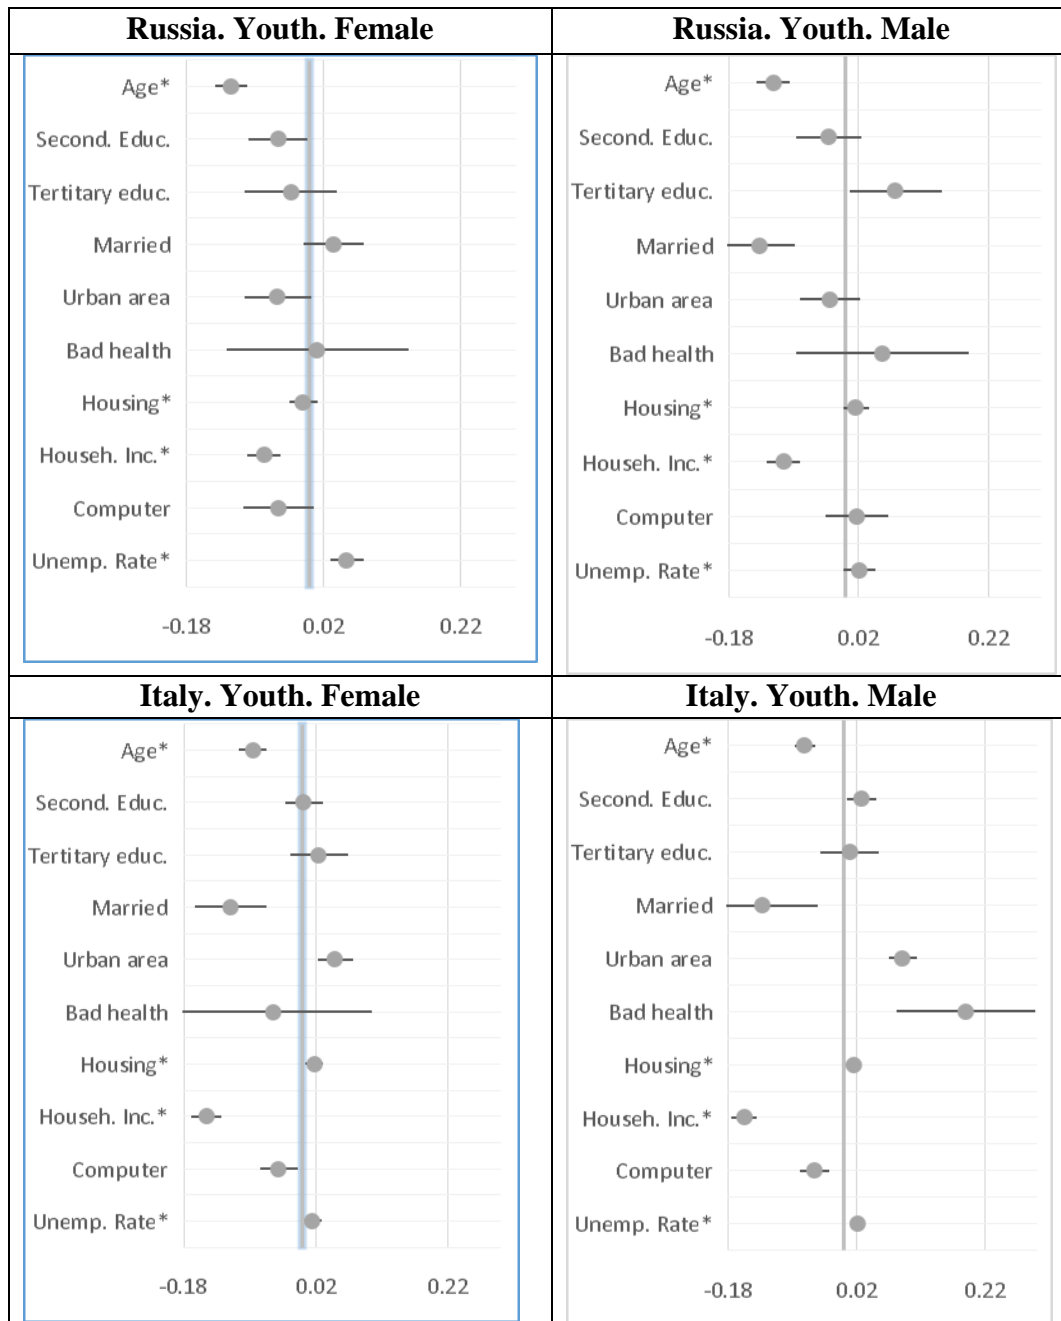 Russia. Youth. Female
Age*
Second. Educ.
Tertitary educ.
Married
Urban area
Bad health
Housing*
Househ. Inc.*
Computer
Unemp. Rate*
-0.18 0.02 0.22
Russia. Youth. Male
Age*
Second. Educ.
Tertitary educ.
Married
Urban area
Bad health
Housing*
Househ. Inc.*
Computer
Unemp. Rate*
-0.18 0.02 0.22
Italy. Youth. Female
Age*
Second. Educ.
Tertitary educ.
Married
Urban area
Bad health
Housing*
Househ. Inc.*
Computer
Unemp. Rate*
-0.18 0.02 0.22
Italy. Youth. Male
Age*
Second. Educ.
Tertitary educ.
Married
Urban area
Bad health
Housing*
Househ. Inc.*
Computer
Unemp. Rate*
-0.18 0.02 0.22